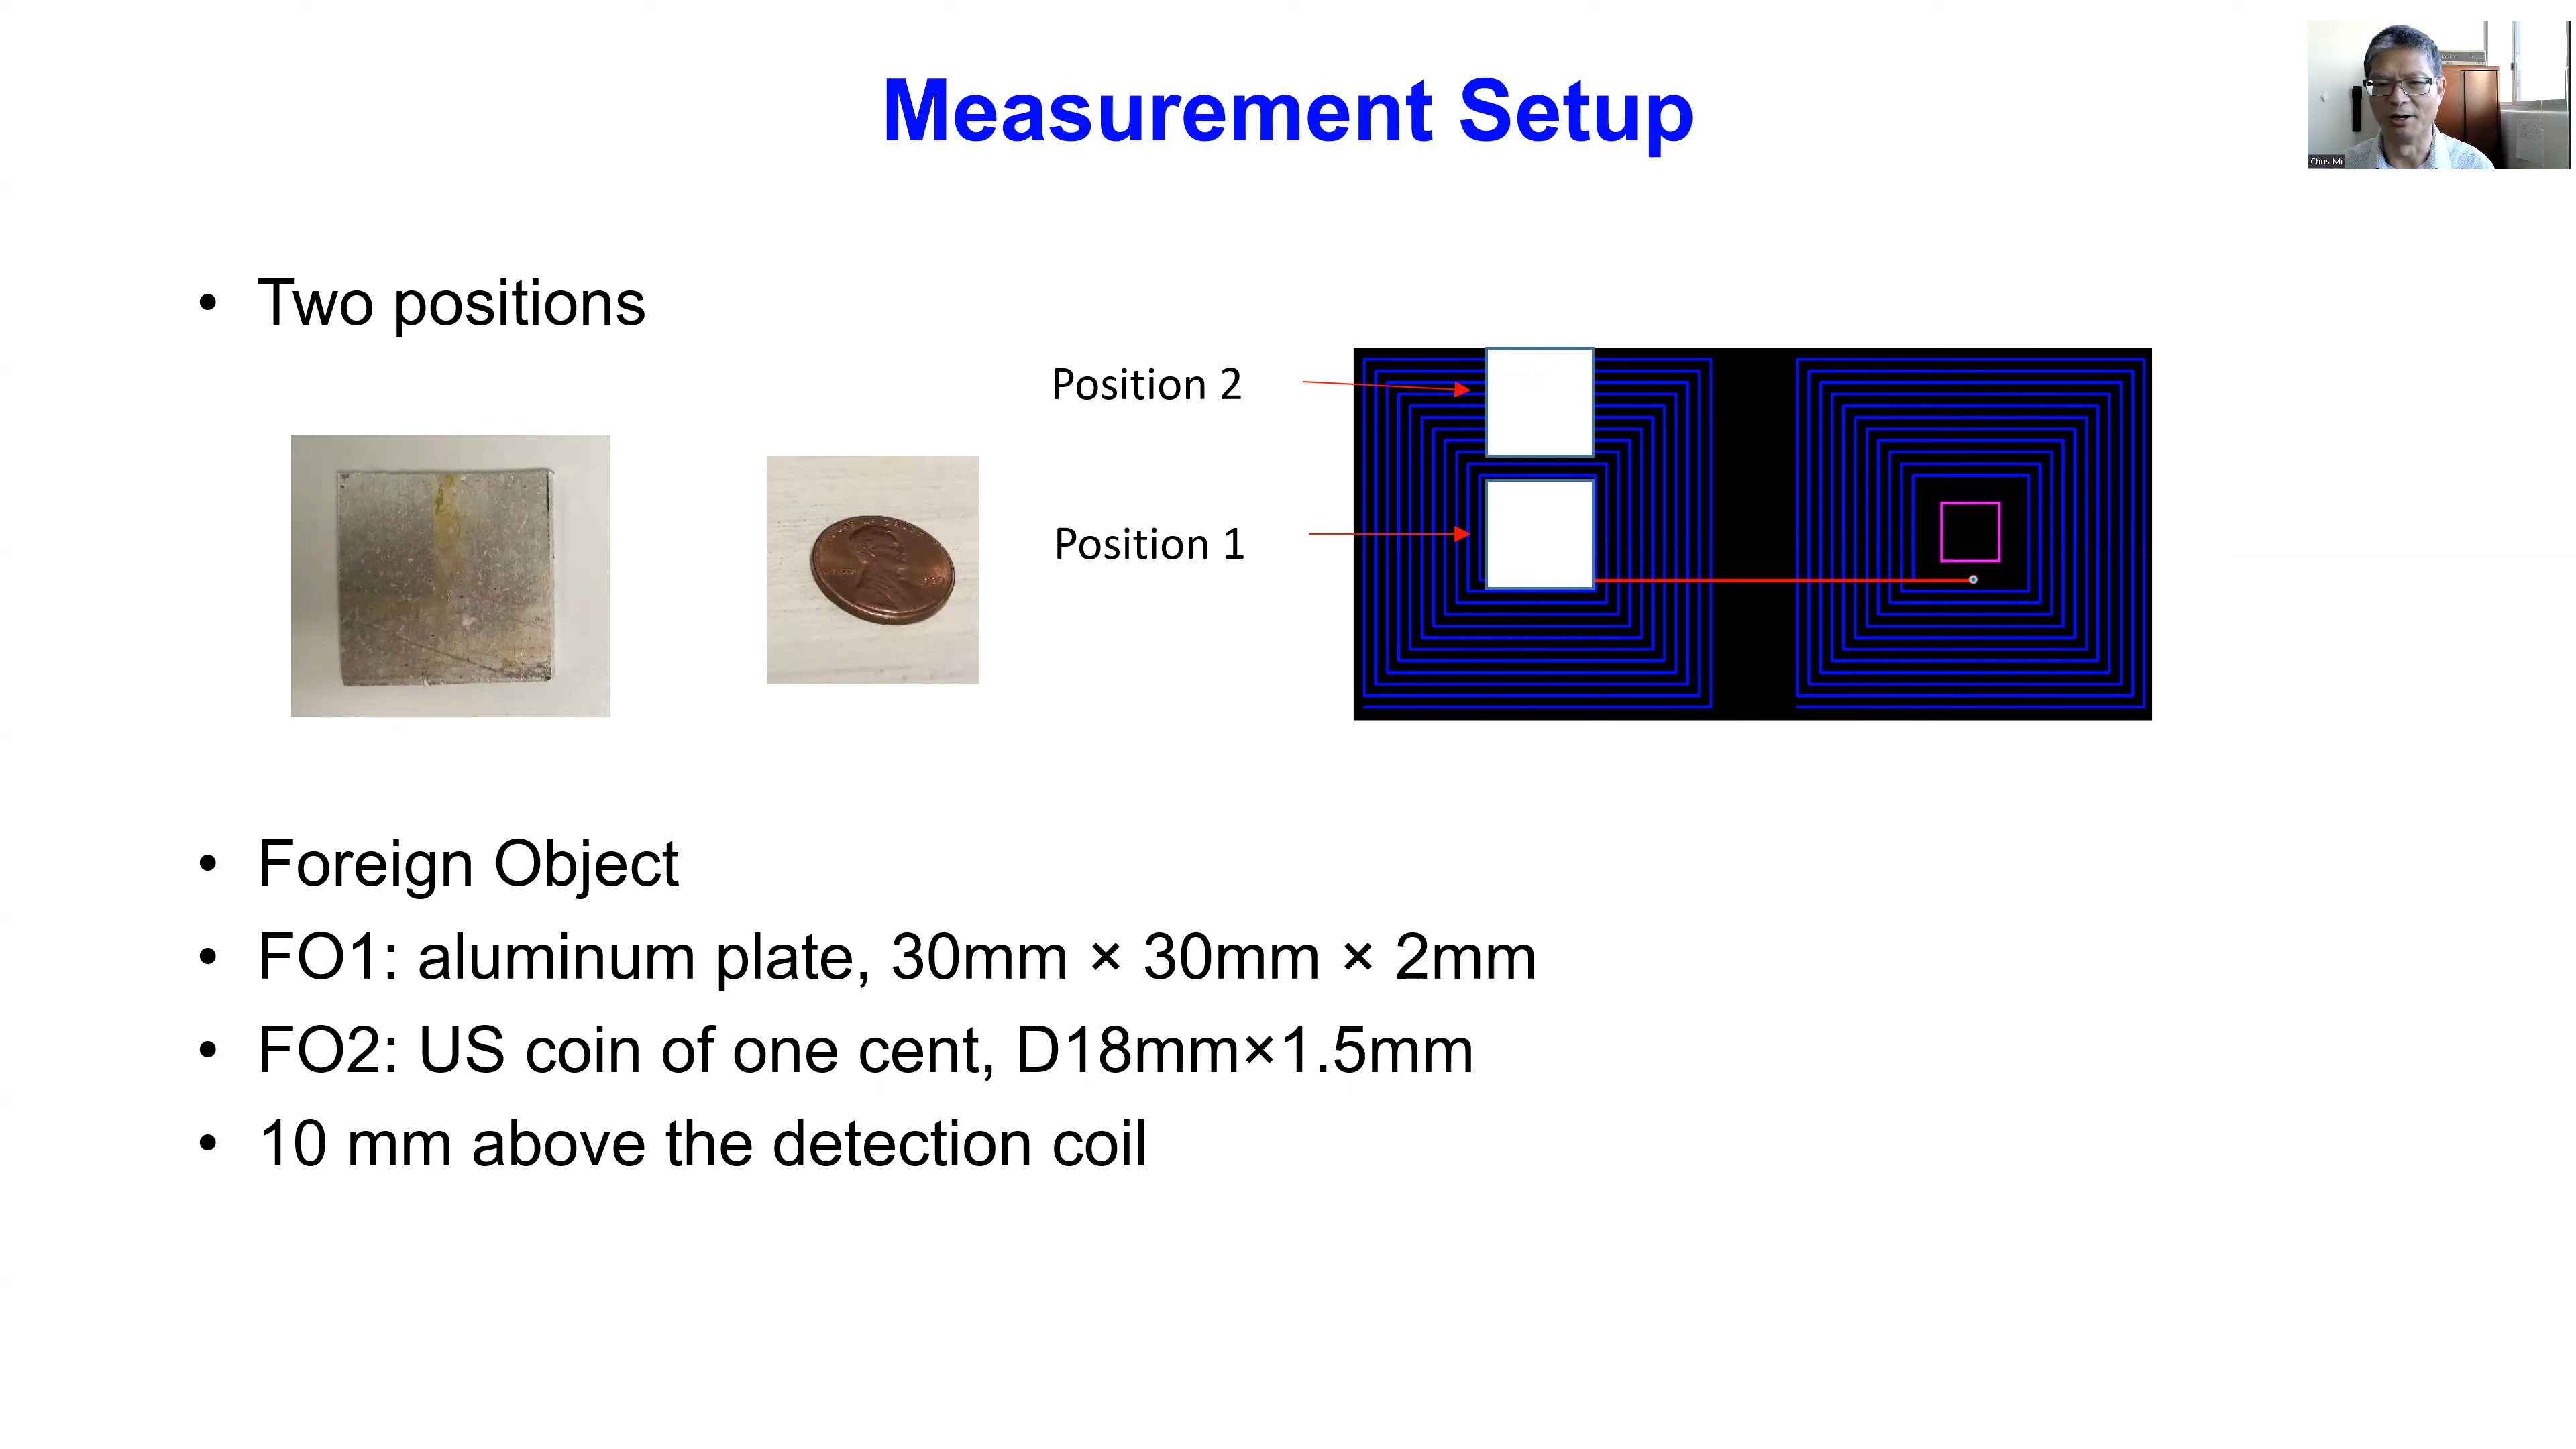 Measurement Setup
Chris Mi
• Two positions
Position 2
Position 1
• Foreign Object
• FO1: aluminum plate, 30mm × 30mm × 2mm
• FO2: US coin of one cent, D18mm×1.5mm
• 10 mm above the detection coil